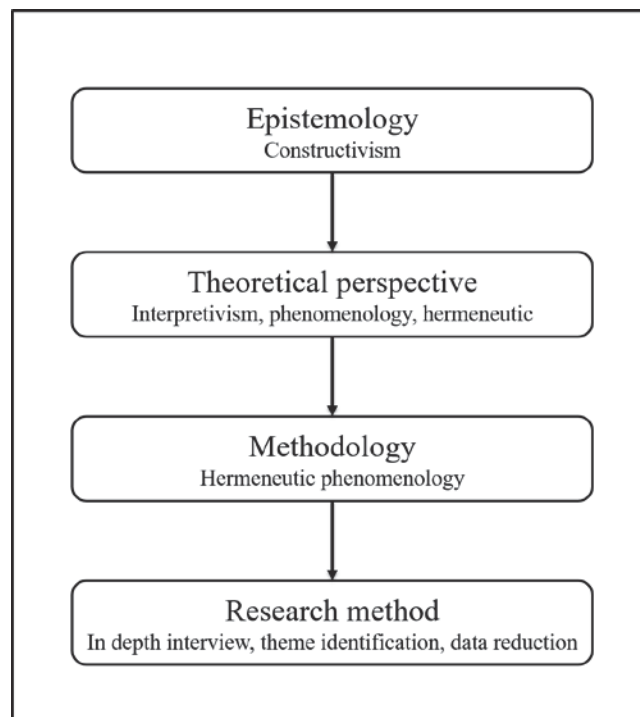 Epistemology
Constructivism
Theoretical perspective
Interpretivism, phenomenology, hermeneutic
Methodology
Hermeneutic phenomenology
Research method
In depth interview, theme identification, data reduction